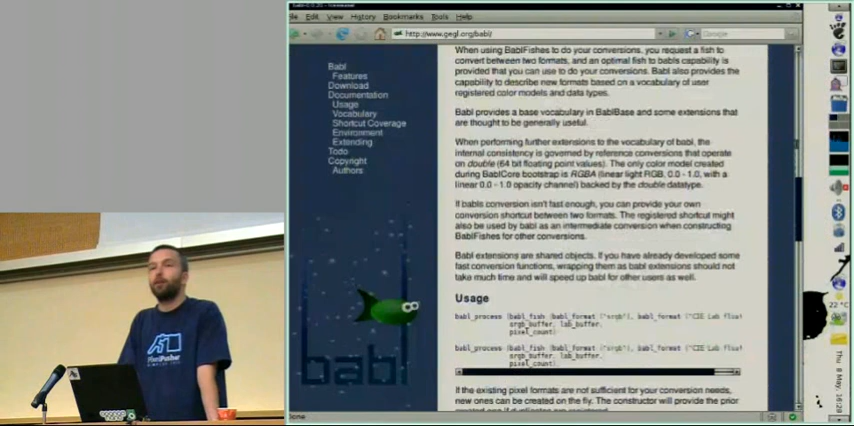 File Edit View History Bookmarks Tools Help
http://www.gegl.org/babl/
Google
Babl
Features
Download
Documentation
Usage
Vocabulary
Shortcut Coverage
Environment
Extending
Todo
Copyright
Authors
babl
When using BablFishes to do your conversions, you request a fish to
convert between two formats, and an optimal fish to babls capability is
provided that you can use to do your conversions. Babl also provides the
capability to describe new formats based on a vocabulary of user
registered color models and data types.
Babl provides a base vocabulary in BablBase and some extensions that
are thought to be generally useful.
When performing further extensions to the vocabulary of babl, the
internal consistency is governed by reference conversions that operate
on double (64 bit floating point values). The only color model created
during BablCore bootstrap is RGBA (linear light RGB, 0.0 - 1.0, with a
linear 0.0 - 1.0 opacity channel) backed by the double datatype.
If babls conversion isn't fast enough, you can provide your own
conversion shortcut between two formats. The registered shortcut might
also be used by babl as an intermediate conversion when constructing
BablFishes for other conversions.
Babl extensions are shared objects. If you have already developed some
fast conversion functions, wrapping them as babl extensions should not
take much time and will speed up babl for other users as well.
Usage
babl_process (babl_fish (babl_format ("srgb"), babl_format ("CIE Lab float
srgb_buffer, lab_buffer,
pixel_count)
babl_process (babl_fish (babl_format ("srgb"), babl_format ("CIE Lab float
srgb_buffer, lab_buffer,
pixel_count)
If the existing pixel formats are not sufficient for your conversion needs,
new ones can be created on the fly. The constructor will provide the prior
Done
22 °C
Thu 8 May, 16:28